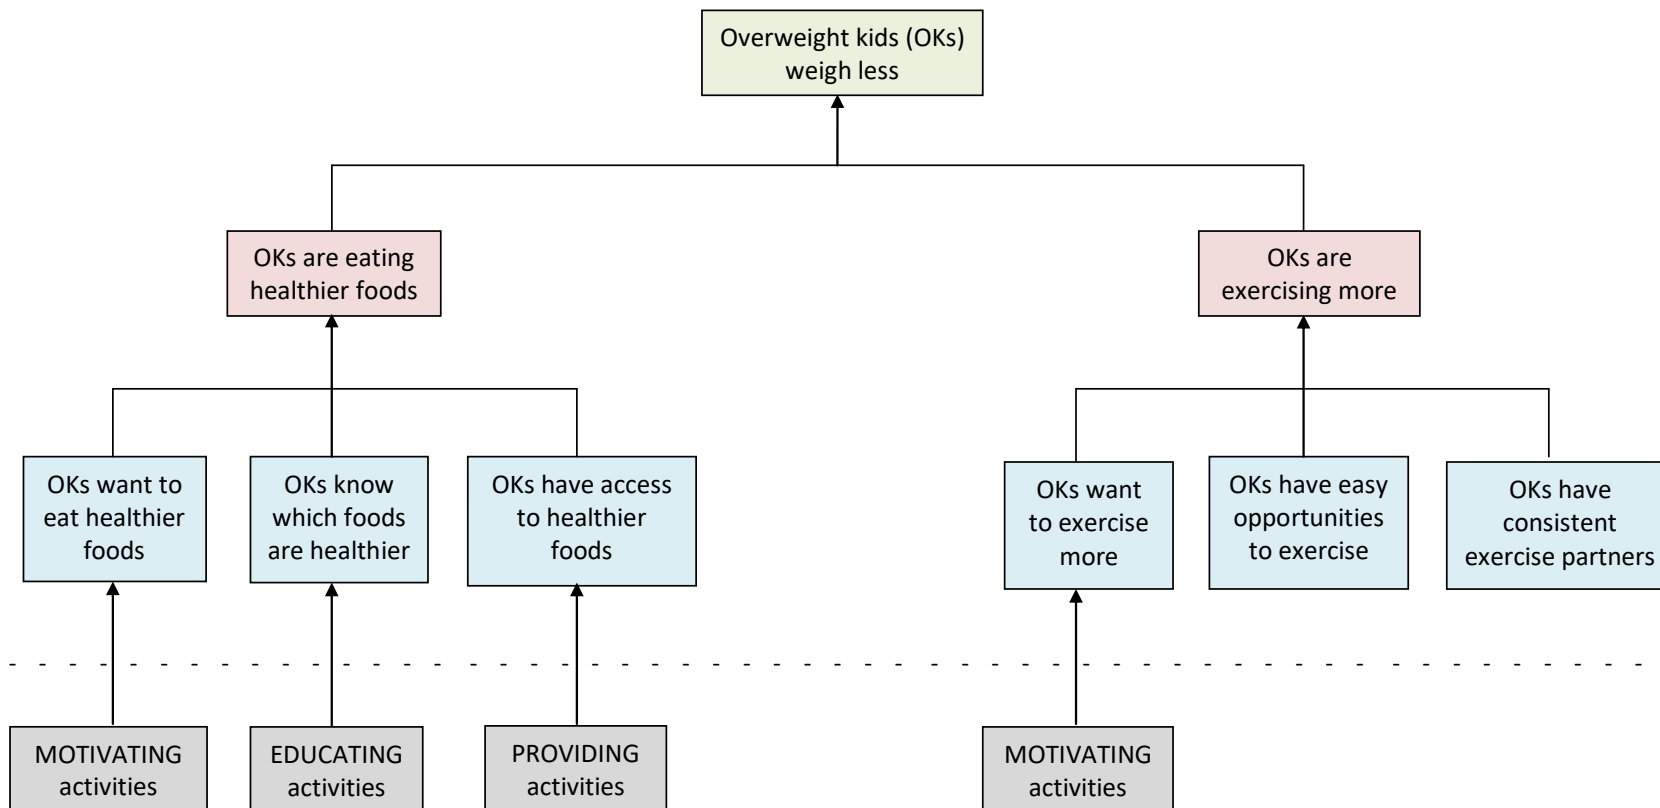 Overweight kids (OKs)
weigh less
OKs are eating
healthier foods
OKs are
exercising more
OKs want to
eat healthier
foods
OKs know
which foods
are healthier
OKs have access
to healthier
foods
OKs want
to exercise
more
OKs have easy
opportunities
to exercise
OKs have
consistent
exercise partners
MOTIVATING
activities
EDUCATING
activities
PROVIDING
activities
MOTIVATING
activities